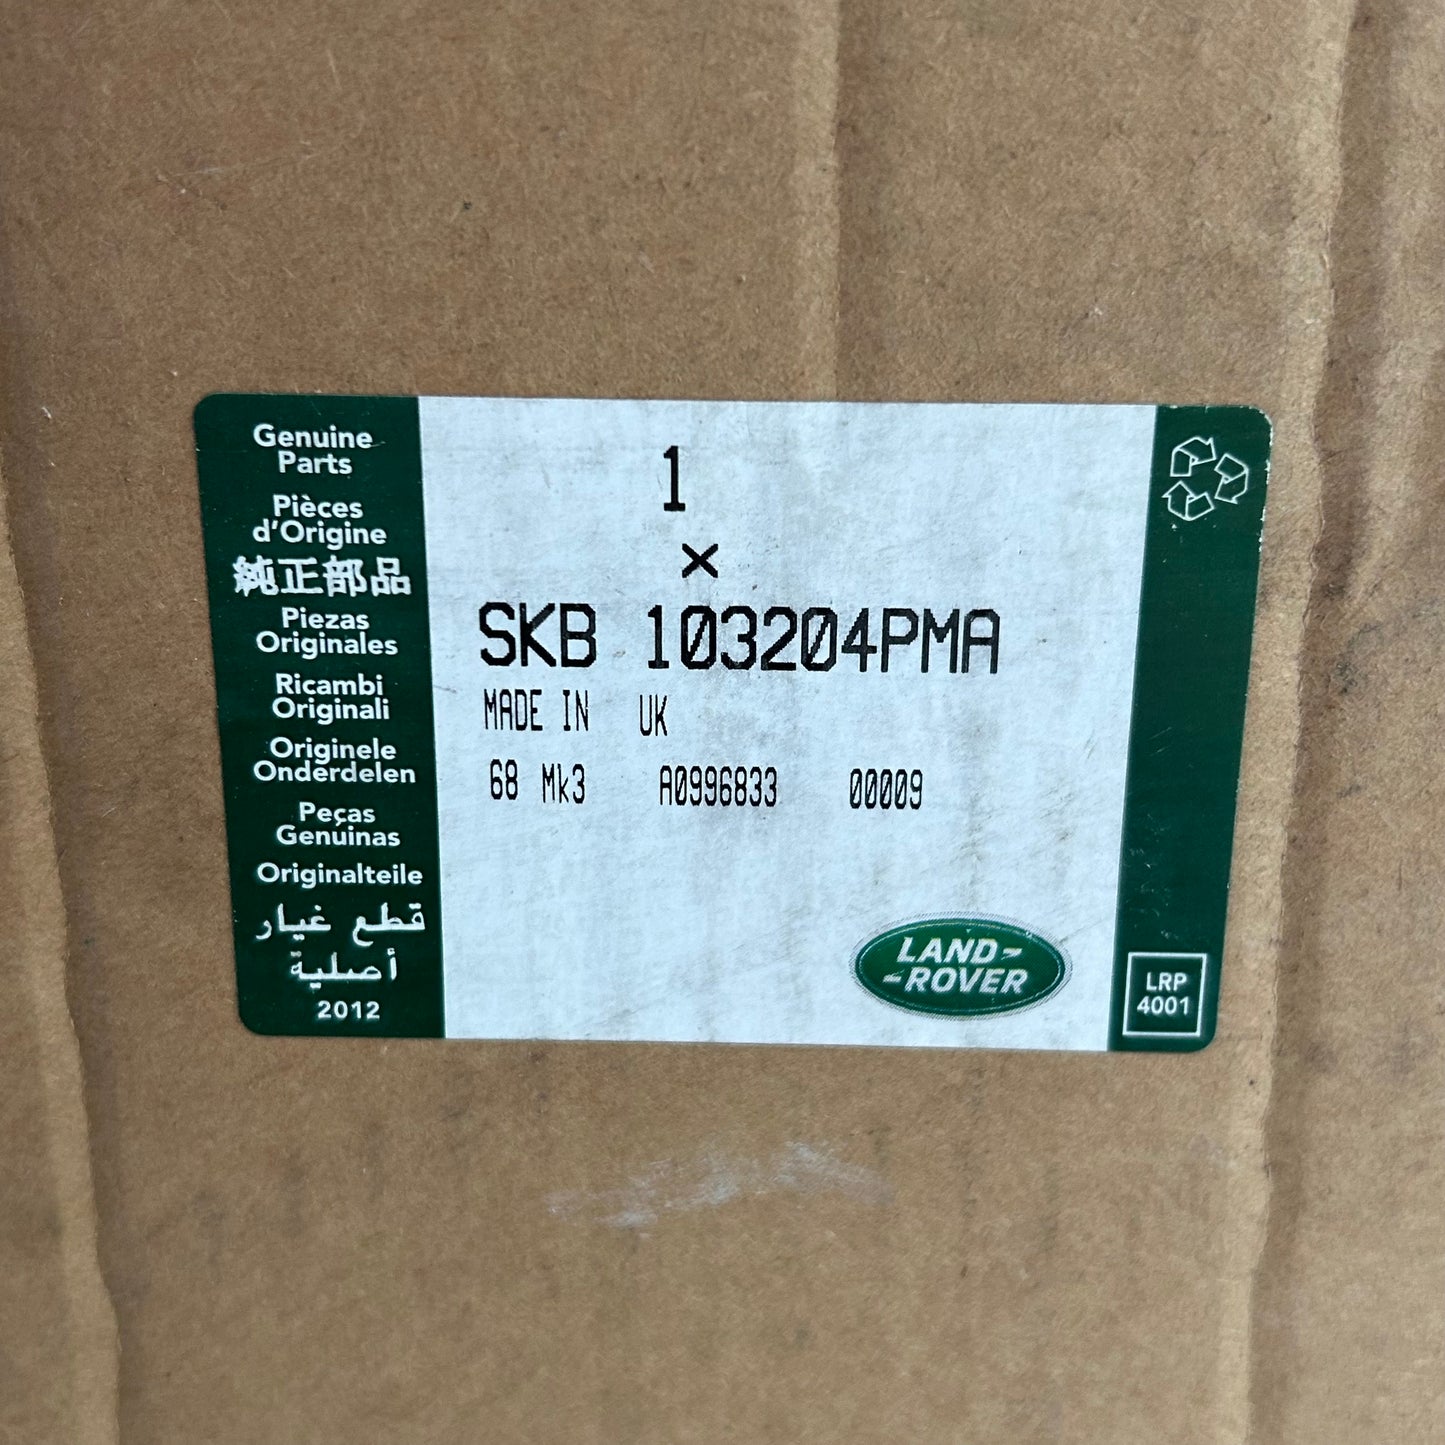 Genuine
Parts
Pièces
d'Origine
純正部品
Piezas
Originales
Ricambi
Originali
Originele
Onderdelen
Peças
Genuinas
Originalteile
قطع غيار
أصلية
2012
1
×
SKB 103204PMA
MADE IN UK
68 Mk3 A0996833 00009
LAND-
-ROVER
LRP
4001